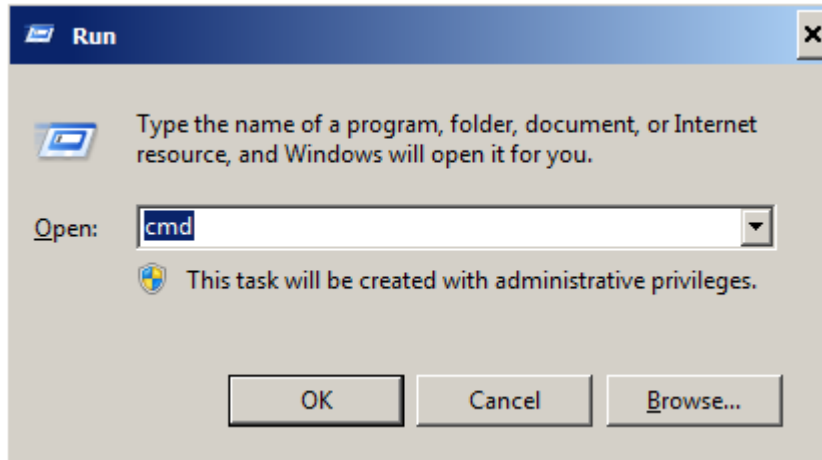 Run
Type the name of a program, folder, document, or Internet
resource, and Windows will open it for you.
Open: cmd
This task will be created with administrative privileges.
OK Cancel Browse...